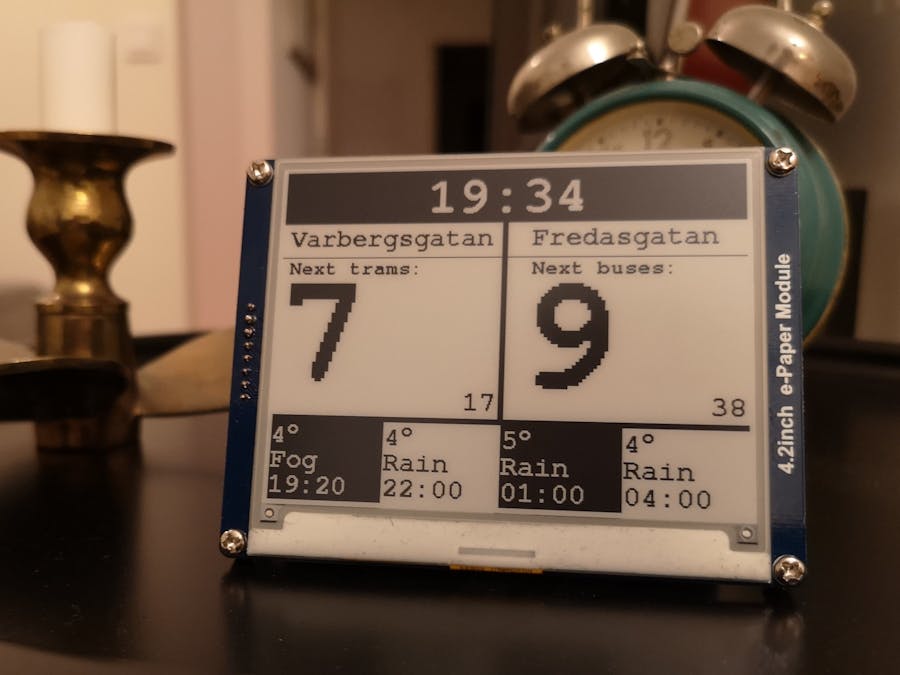 19:34
Varbergsgatan
Next trams:
7
17
Fredasgatan
Next buses:
9
38
4°
Fog
19:20
4°
Rain
22:00
5°
Rain
01:00
4°
Rain
04:00
4.2inch e-Paper Module
12